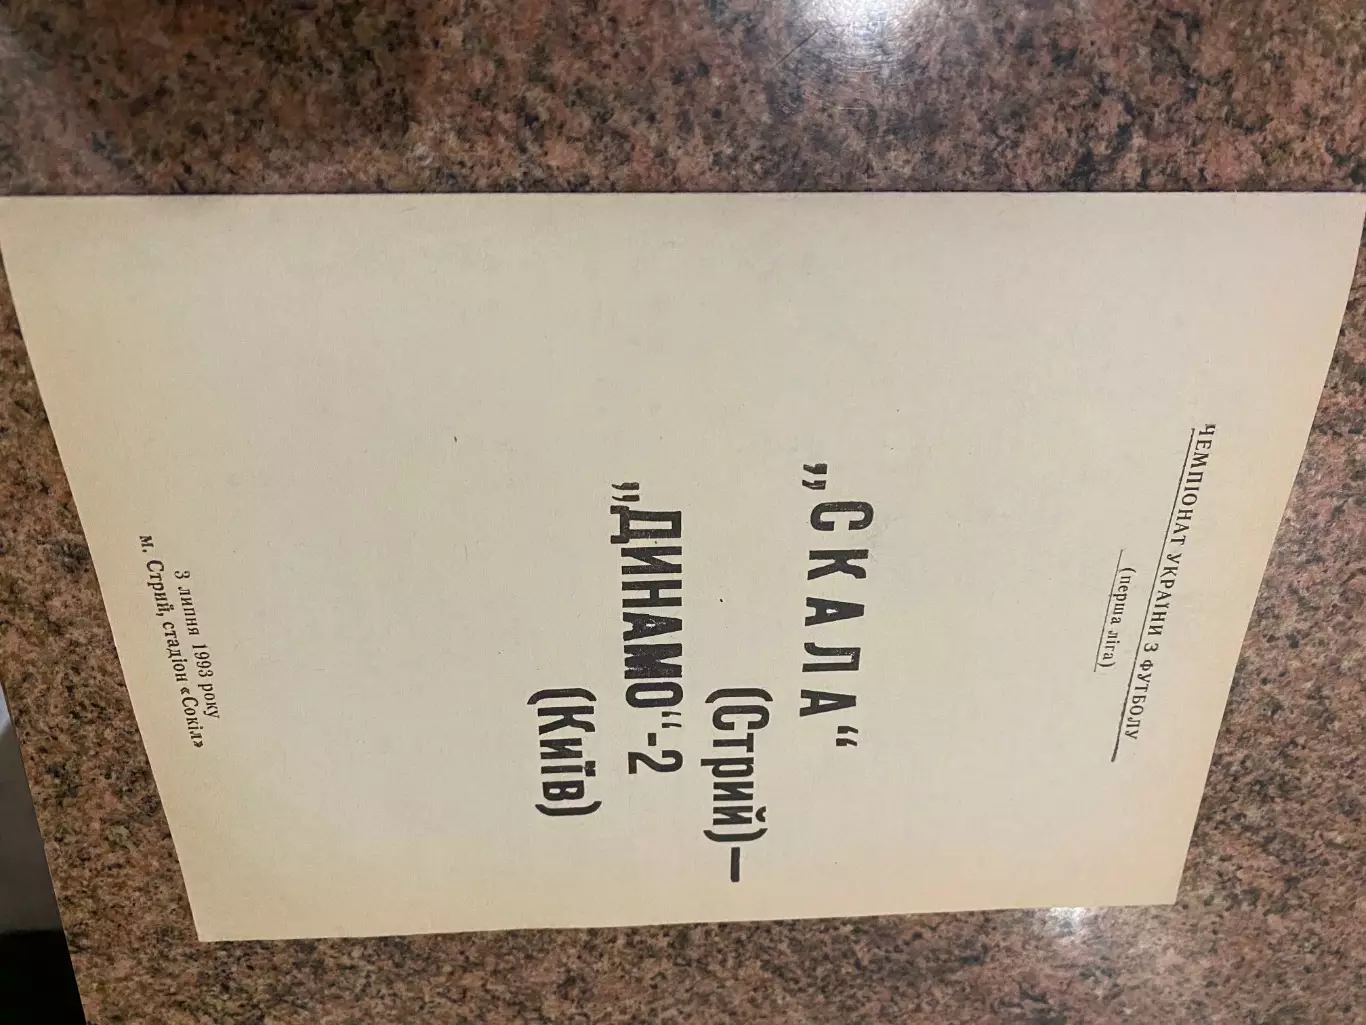 ЧЕМПІОНАТ УКРАЇНИ З ФУТБОЛУ
(перша ліга)
„СКАЛА“
(Стрий)—
„ДИНАМО“-2
(Київ)
3 липня 1993 року
м. Стрий, стадіон «Сокіл»